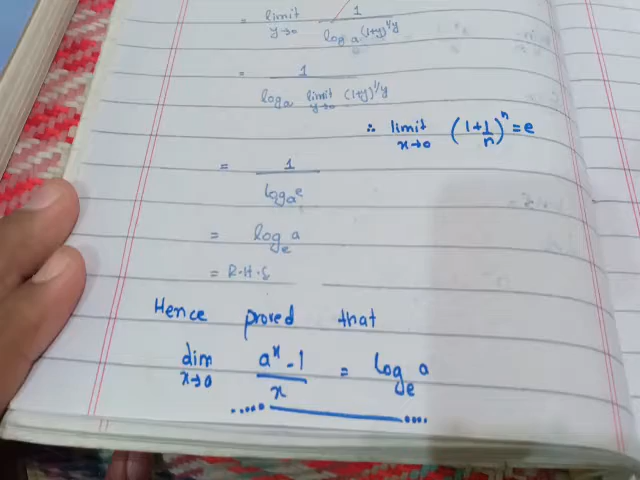 = limit y→0 1 / log a (1+y)^1/y
= 1 / log a limit y→0 (1+y)^1/y
∴ limit x→0 (1+1/n)^n = e
= 1 / log a e
= log e a
= R.H.S
Hence proved that
dim x→0 a^x - 1 / x = log e a